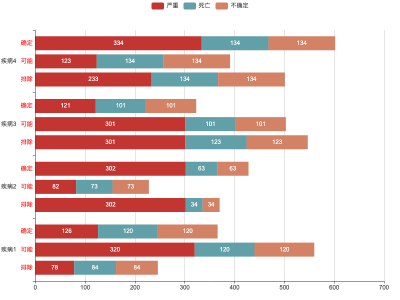 严重 死亡 不确定
确定 334 134 134
疾病4 可能 123 134 134
排除 233 134 134
确定 121 101 101
疾病3 可能 301 101 101
排除 301 123 123
确定 302 63 63
疾病2 可能 82 73 73
排除 302 34 34
确定 126 120 120
疾病1 可能 320 120 120
排除 78 84 84
0 100 200 300 400 500 600 700